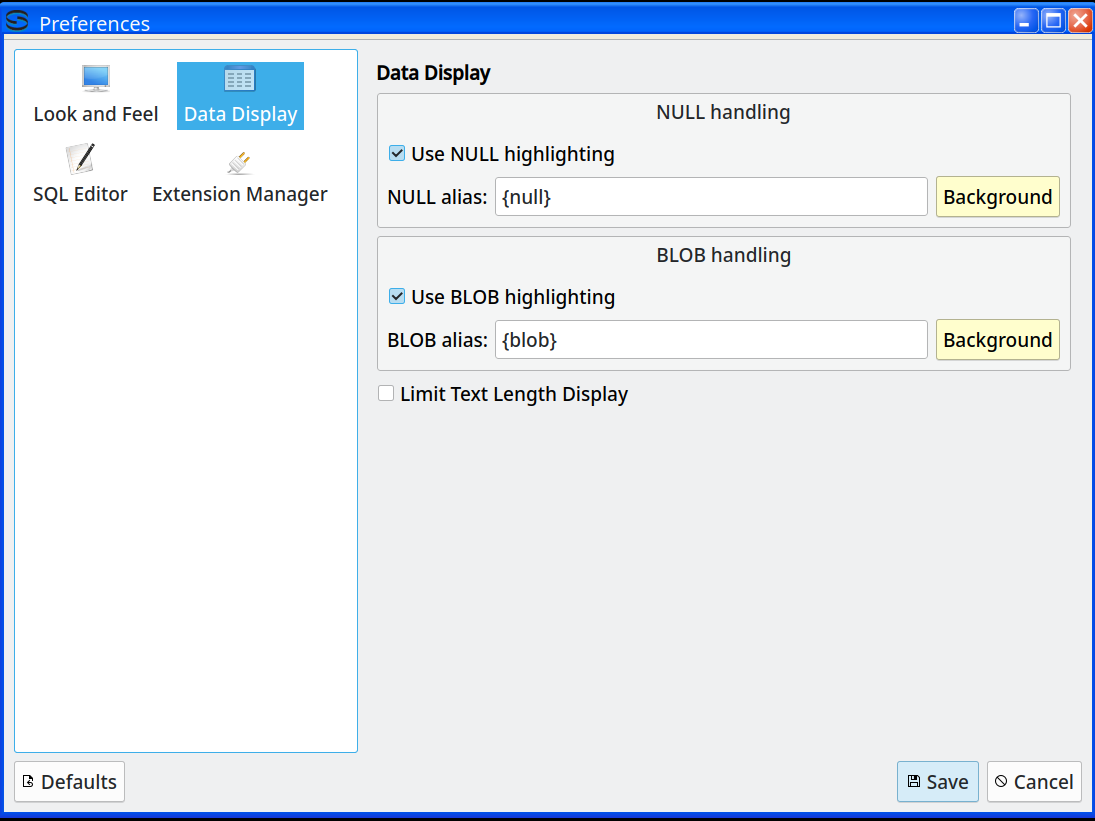 Preferences
Look and Feel
Data Display
SQL Editor
Extension Manager
Data Display
NULL handling
Use NULL highlighting
NULL alias: {null} Background
BLOB handling
Use BLOB highlighting
BLOB alias: {blob} Background
Limit Text Length Display
Defaults
Save
Cancel